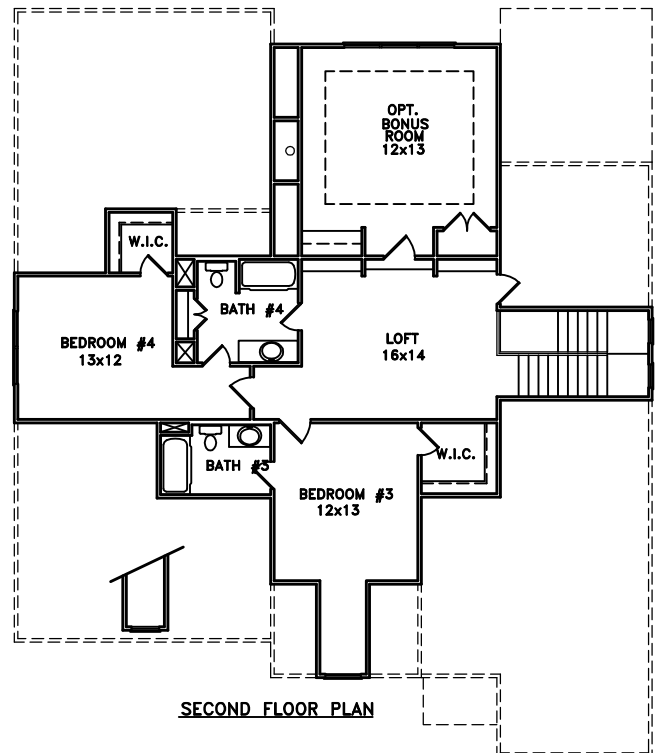 OPT.
BONUS
ROOM
12x13
W.I.C.
BATH #4
BEDROOM #4
13x12
LOFT
16x14
BATH #3
W.I.C.
BEDROOM #3
12x13
SECOND FLOOR PLAN